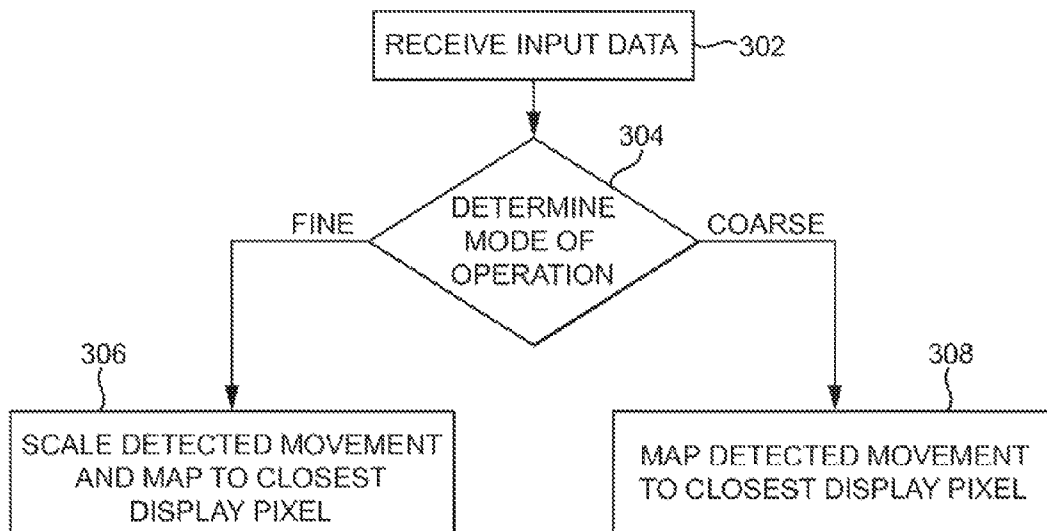 RECEIVE INPUT DATA
302
304
DETERMINE
MODE OF
OPERATION
FINE
COARSE
306
308
SCALE DETECTED MOVEMENT
AND MAP TO CLOSEST
DISPLAY PIXEL
MAP DETECTED MOVEMENT
TO CLOSEST DISPLAY PIXEL